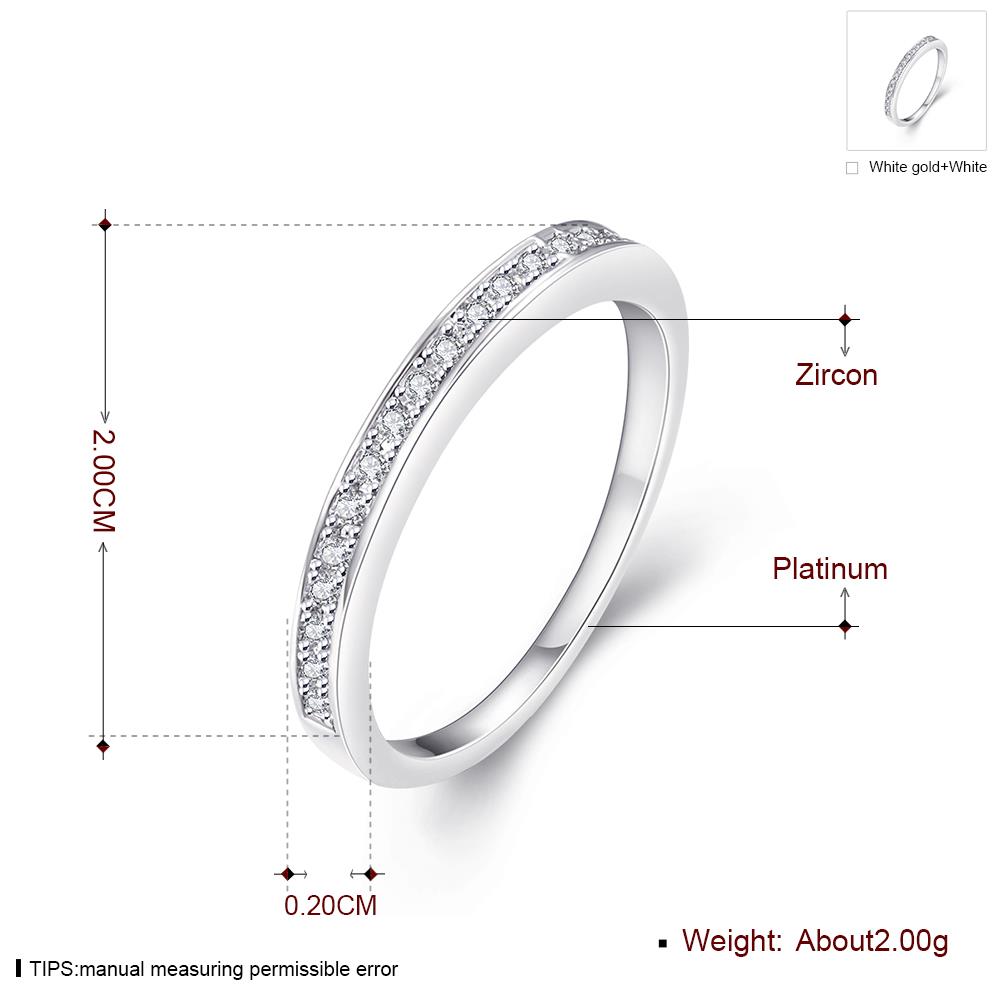 White gold+White
Zircon
2.00CM
Platinum
0.20CM
Weight: About2.00g
TIPS:manual measuring permissible error